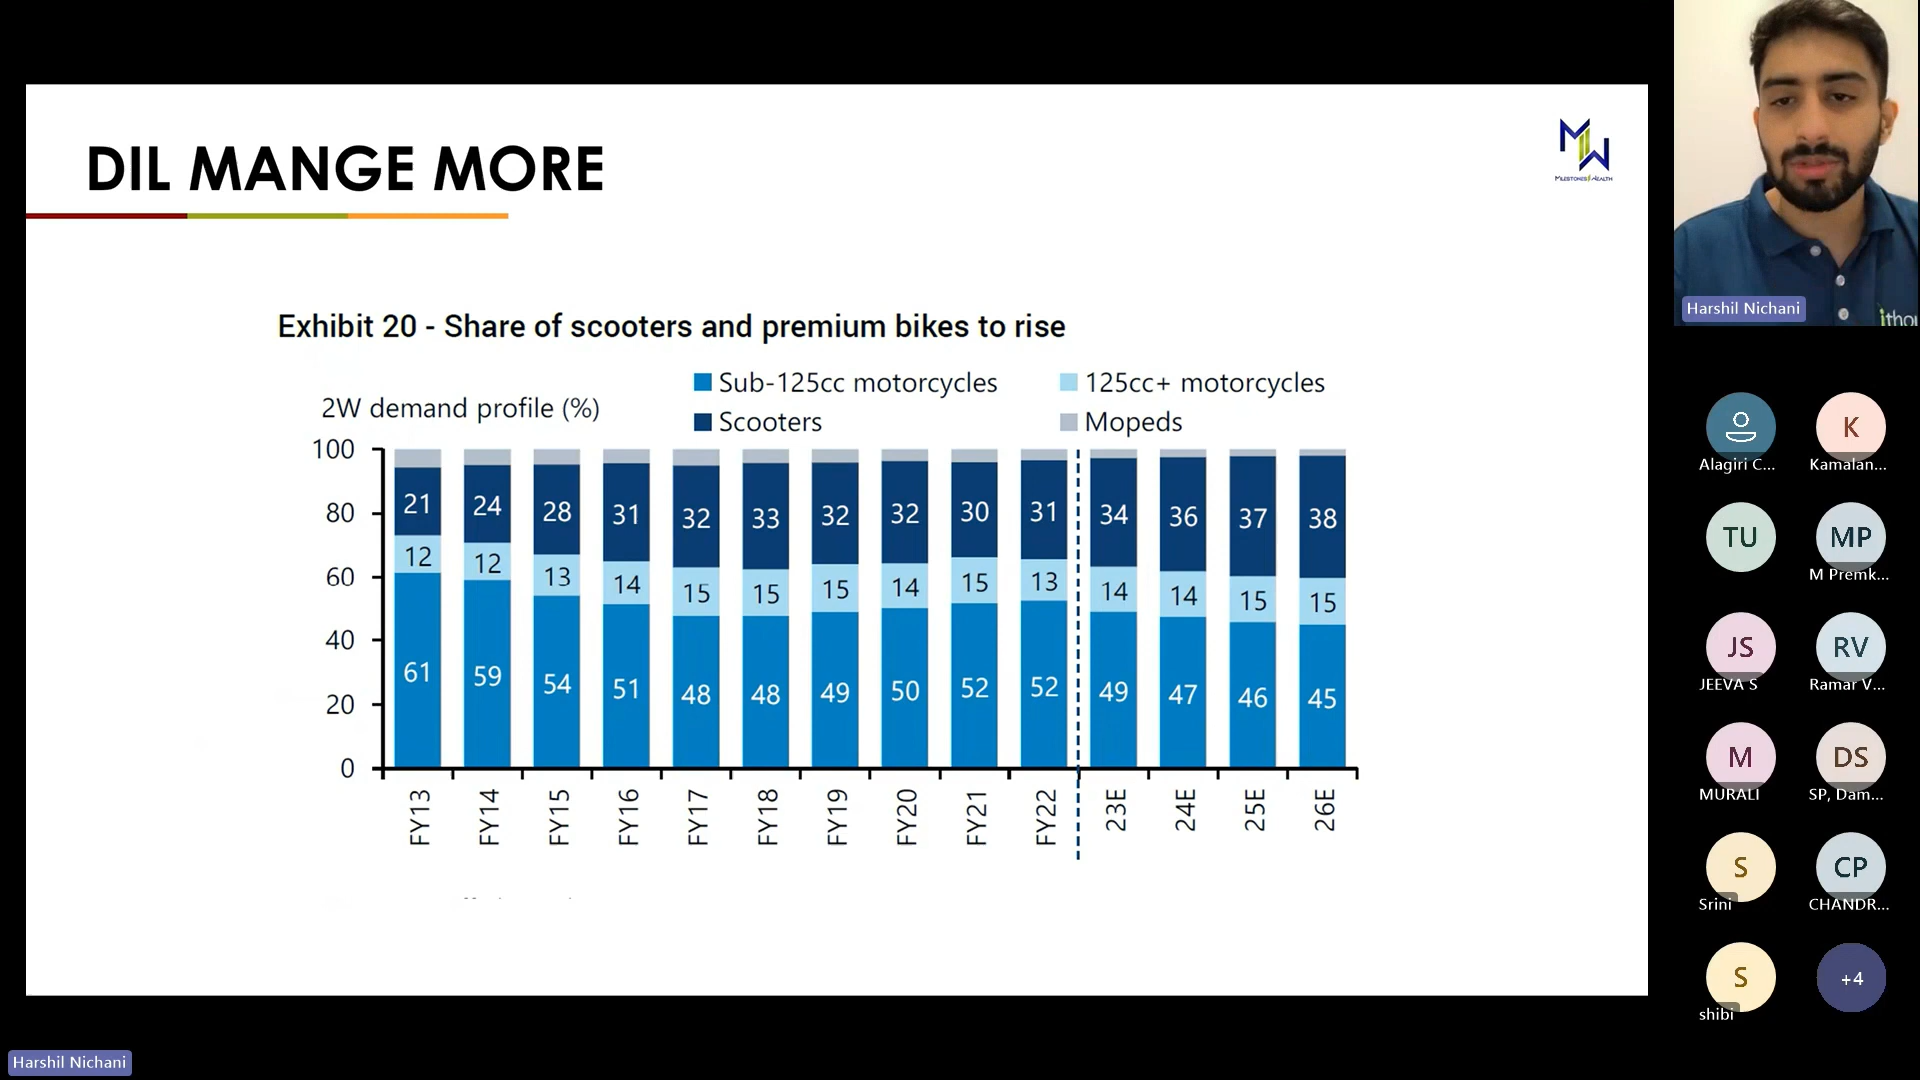 DIL MANGE MORE
MW
MILESTONES WEALTH
Exhibit 20 - Share of scooters and premium bikes to rise
2W demand profile (%)
Sub-125cc motorcycles
125cc+ motorcycles
Scooters
Mopeds
100
80
60
40
20
0
21 24 28 31 32 33 32 32 30 31 34 36 37 38
12 12 13 14 15 15 15 14 15 13 14 14 15 15
61 59 54 51 48 48 49 50 52 52 49 47 46 45
FY13 FY14 FY15 FY16 FY17 FY18 FY19 FY20 FY21 FY22 23E 24E 25E 26E
Harshil Nichani
ithou
Alagiri C...
K
Kamalan...
TU
MP
M Premk...
JS
JEEVA S
RV
Ramar V...
M
MURALI
DS
SP, Dam...
S
Srini
CP
CHANDR...
S
shibi
+4
Harshil Nichani